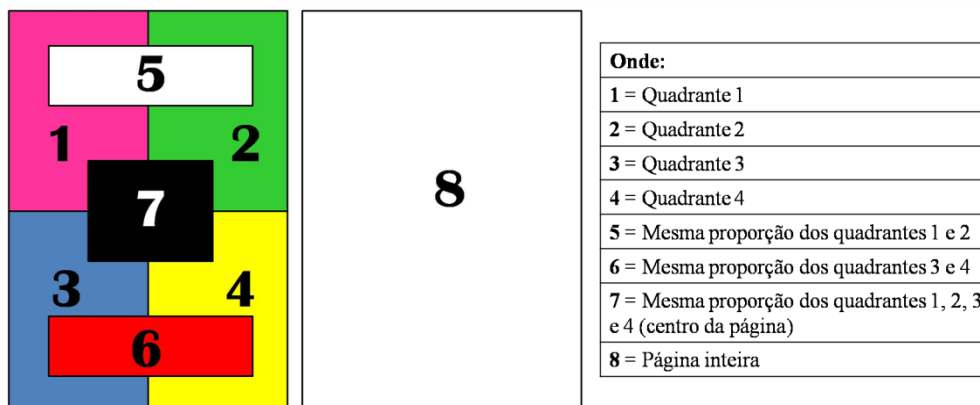 5
1
2
7
3
4
6
8
Onde:
1 = Quadrante 1
2 = Quadrante 2
3 = Quadrante 3
4 = Quadrante 4
5 = Mesma proporção dos quadrantes 1 e 2
6 = Mesma proporção dos quadrantes 3 e 4
7 = Mesma proporção dos quadrantes 1, 2, 3
e 4 (centro da página)
8 = Página inteira